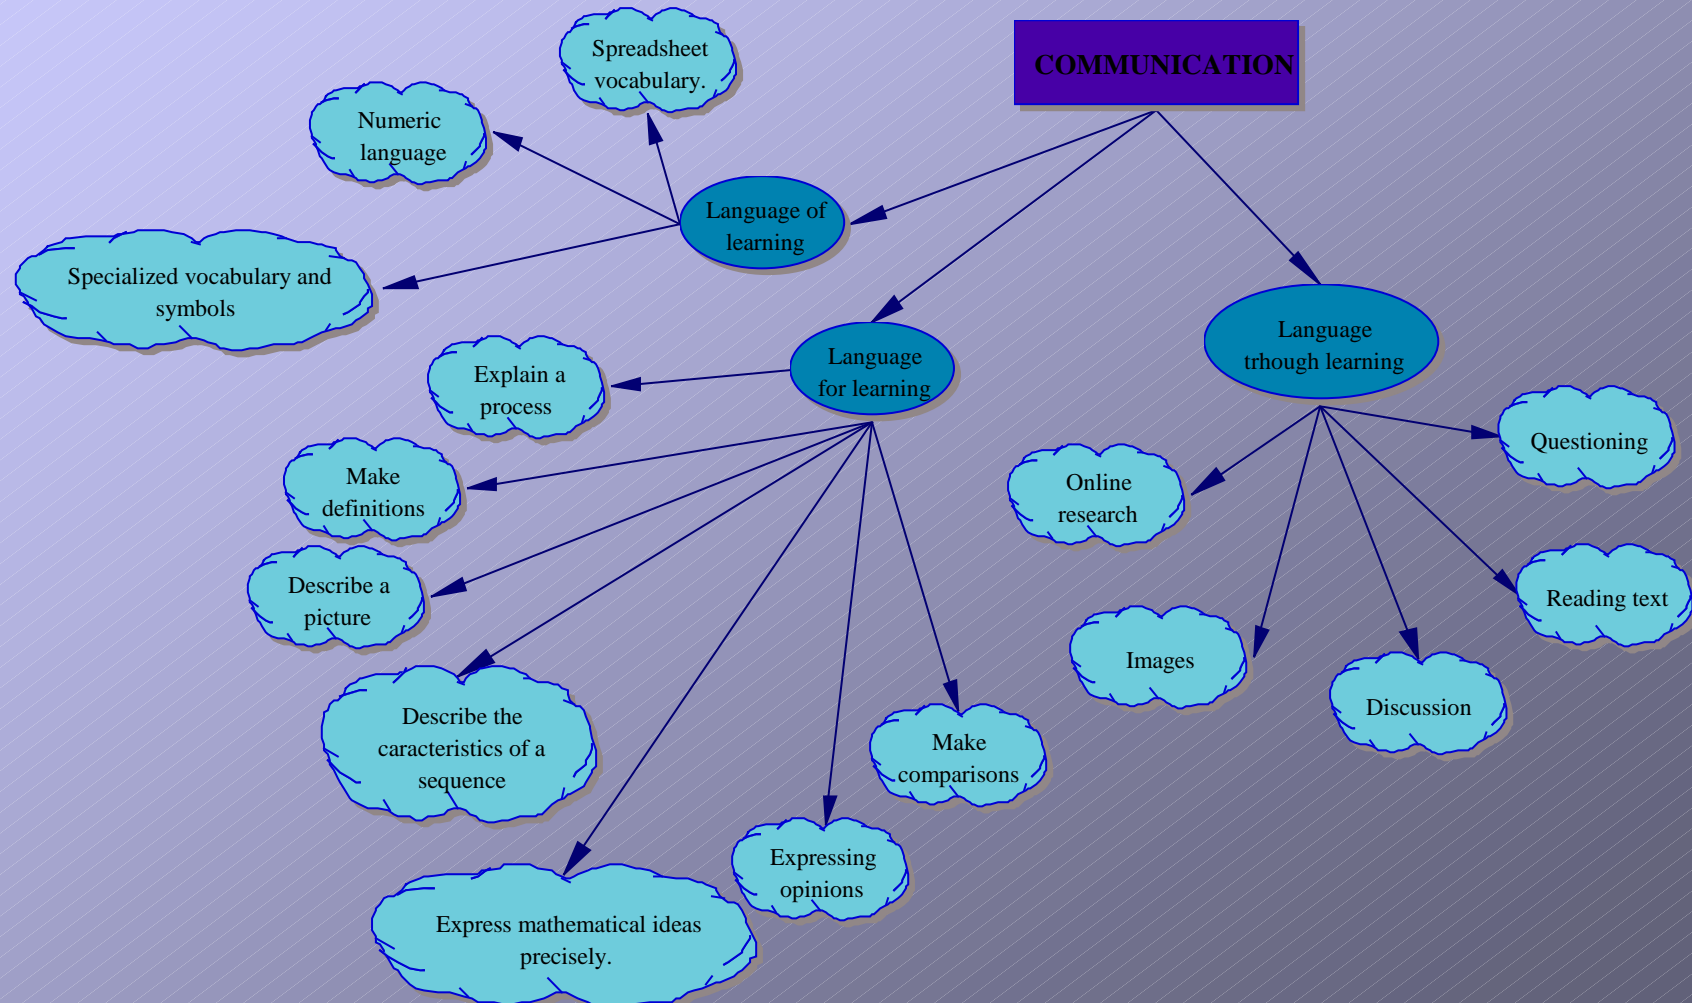 COMMUNICATION
Spreadsheet
vocabulary.
Numeric
language
Language of
learning
Specialized vocabulary and
symbols
Language
for learning
Explain a
process
Make
definitions
Describe a
picture
Describe the
caracteristics of a
sequence
Express mathematical ideas
precisely.
Expressing
opinions
Make
comparisons
Language
trhough learning
Online
research
Images
Discussion
Reading text
Questioning